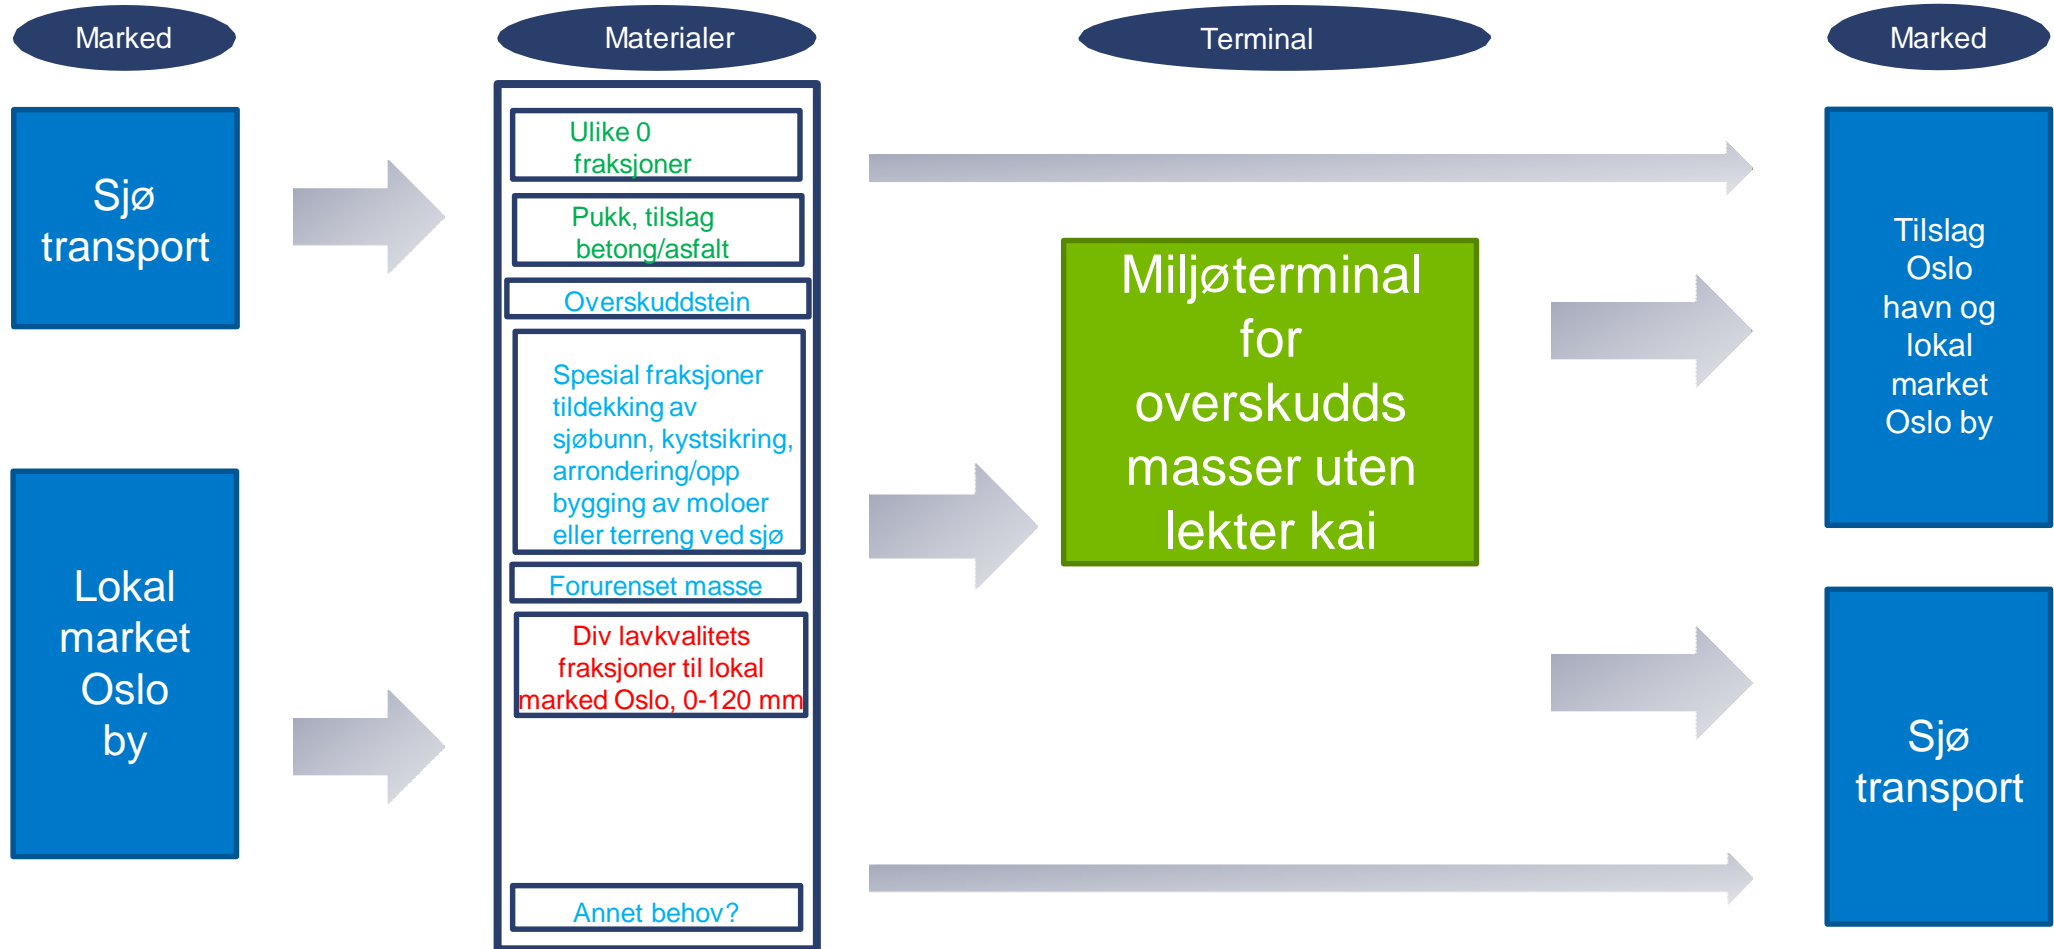 Marked
Materialer
Terminal
Marked
Sjø
transport
Lokal
market
Oslo
by
Ulike 0
fraksjoner
Pukk, tilslag
betong/asfalt
Overskuddstein
Spesial fraksjoner
tildekking av
sjøbunn, kystsikring,
arrondering/opp
bygging av moloer
eller terreng ved sjø
Forurenset masse
Div lavkvalitets
fraksjoner til lokal
marked Oslo, 0-120 mm
Annet behov?
Miljøterminal
for
overskudds
masser uten
lekter kai
Tilslag
Oslo
havn og
lokal
market
Oslo by
Sjø
transport